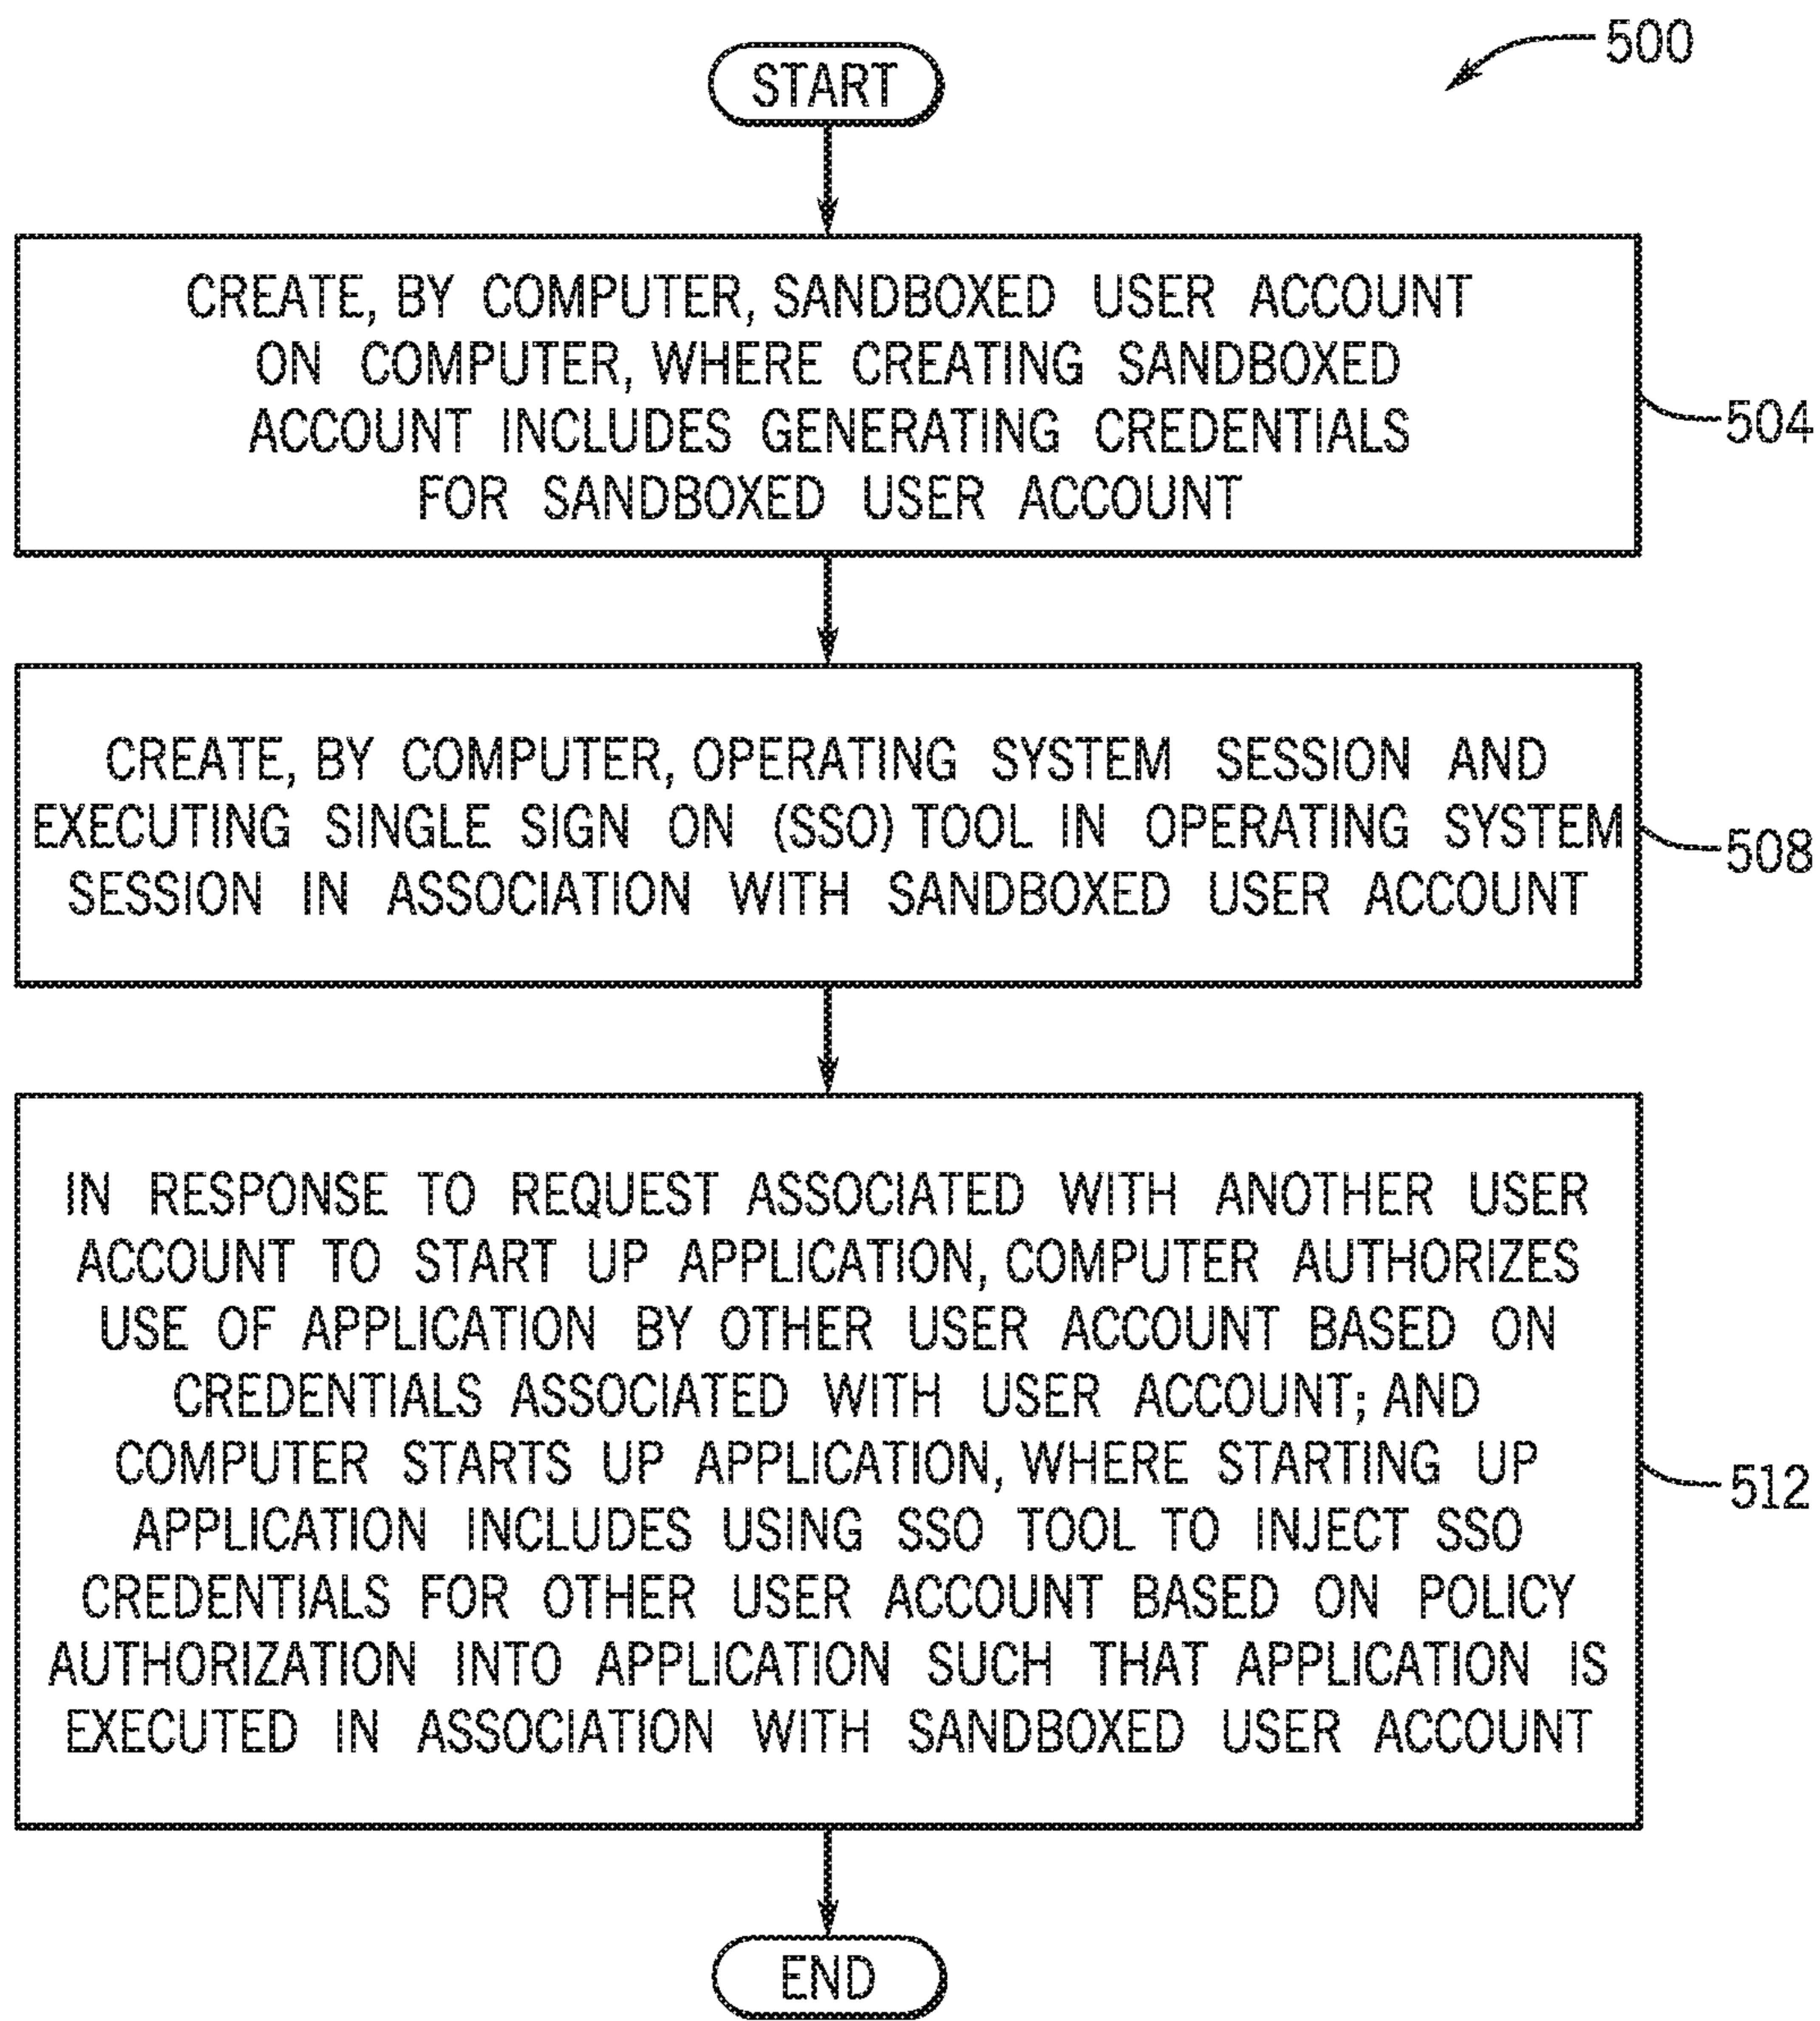 500
START
CREATE, BY COMPUTER, SANDBOXED USER ACCOUNT
ON COMPUTER, WHERE CREATING SANDBOXED
ACCOUNT INCLUDES GENERATING CREDENTIALS
FOR SANDBOXED USER ACCOUNT
504
CREATE, BY COMPUTER, OPERATING SYSTEM SESSION AND
EXECUTING SINGLE SIGN ON (SSO) TOOL IN OPERATING SYSTEM
SESSION IN ASSOCIATION WITH SANDBOXED USER ACCOUNT
508
IN RESPONSE TO REQUEST ASSOCIATED WITH ANOTHER USER
ACCOUNT TO START UP APPLICATION, COMPUTER AUTHORIZES
USE OF APPLICATION BY OTHER USER ACCOUNT BASED ON
CREDENTIALS ASSOCIATED WITH USER ACCOUNT; AND
COMPUTER STARTS UP APPLICATION, WHERE STARTING UP
APPLICATION INCLUDES USING SSO TOOL TO INJECT SSO
CREDENTIALS FOR OTHER USER ACCOUNT BASED ON POLICY
AUTHORIZATION INTO APPLICATION SUCH THAT APPLICATION IS
EXECUTED IN ASSOCIATION WITH SANDBOXED USER ACCOUNT
512
END